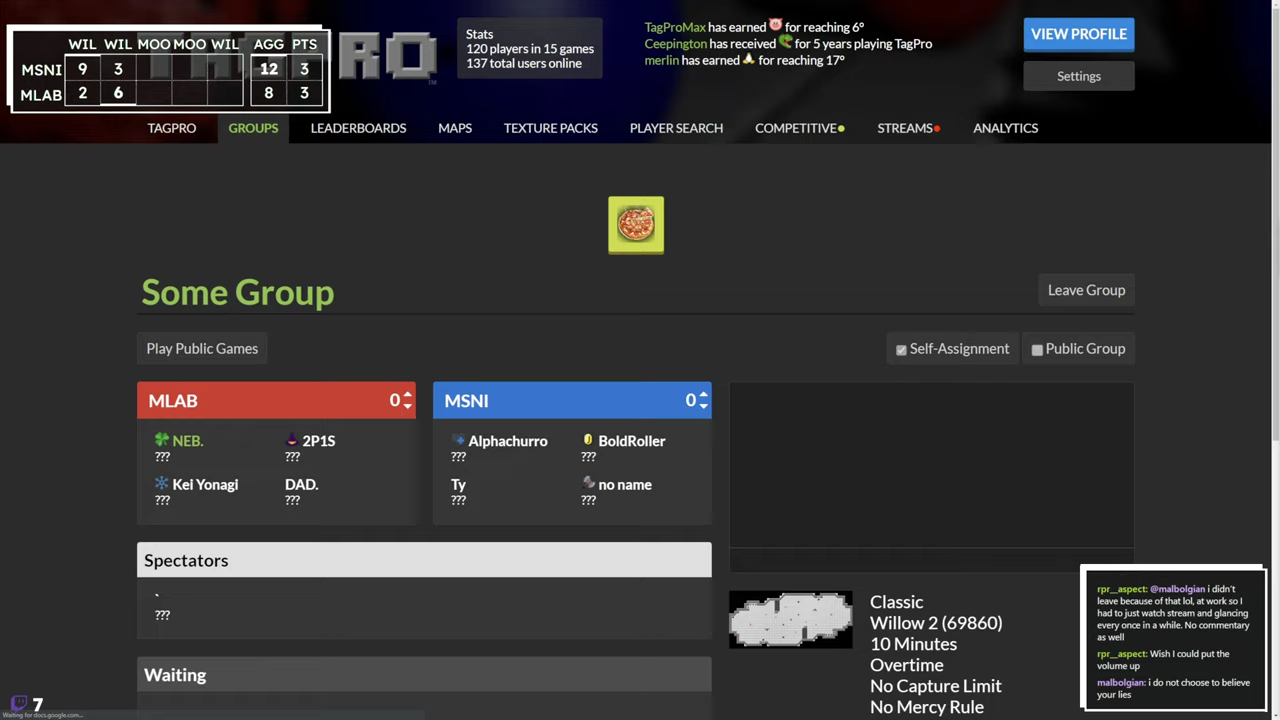 WIL WIL MOO MOO WIL AGG PTS
MSNI 9 3 12 3
MLAB 2 6 8 3
Stats
120 players in 15 games
137 total users online
TagProMax has earned for reaching 6°
Ceepington has received for 5 years playing TagPro
merlin has earned for reaching 17°
VIEW PROFILE
Settings
TAGPRO GROUPS LEADERBOARDS MAPS TEXTURE PACKS PLAYER SEARCH COMPETITIVE STREAMS ANALYTICS
Some Group
Leave Group
Play Public Games
Self-Assignment
Public Group
MLAB 0
NEB. 2P1S
??? ???
Kei Yonagi DAD.
??? ???
MSNI 0
Alphachurro BoldRoller
??? ???
Ty no name
??? ???
Spectators
`
???
Waiting
Classic
Willow 2 (69860)
10 Minutes
Overtime
No Capture Limit
No Mercy Rule
rpr__aspect: @malbolgian i didn't
leave because of that lol, at work so I
had to just watch stream and glancing
every once in a while. No commentary
as well
rpr__aspect: Wish I could put the
volume up
malbolgian: i do not choose to believe
your lies
7
Waiting for docs.google.com...